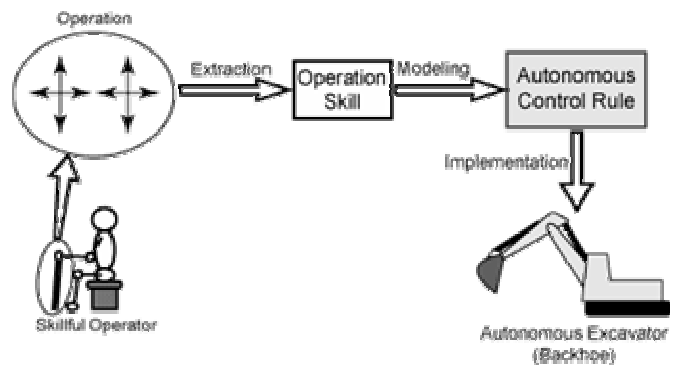 Operation
Extraction
Operation
Skill
Modeling
Autonomous
Control Rule
Implementation
Skillful Operator
Autonomous Excavator
(Backhoe)